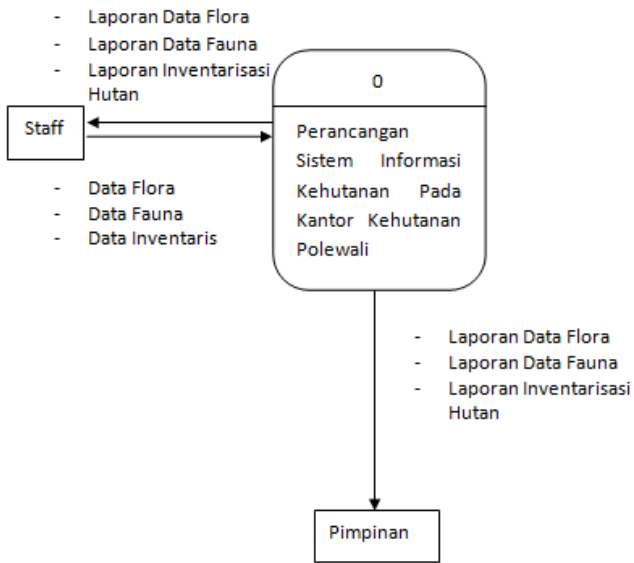 - Laporan Data Flora
- Laporan Data Fauna
- Laporan Inventarisasi
Hutan
Staff
- Data Flora
- Data Fauna
- Data Inventaris
0
Perancangan
Sistem Informasi
Kehutanan Pada
Kantor Kehutanan
Polewali
- Laporan Data Flora
- Laporan Data Fauna
- Laporan Inventarisasi
Hutan
Pimpinan